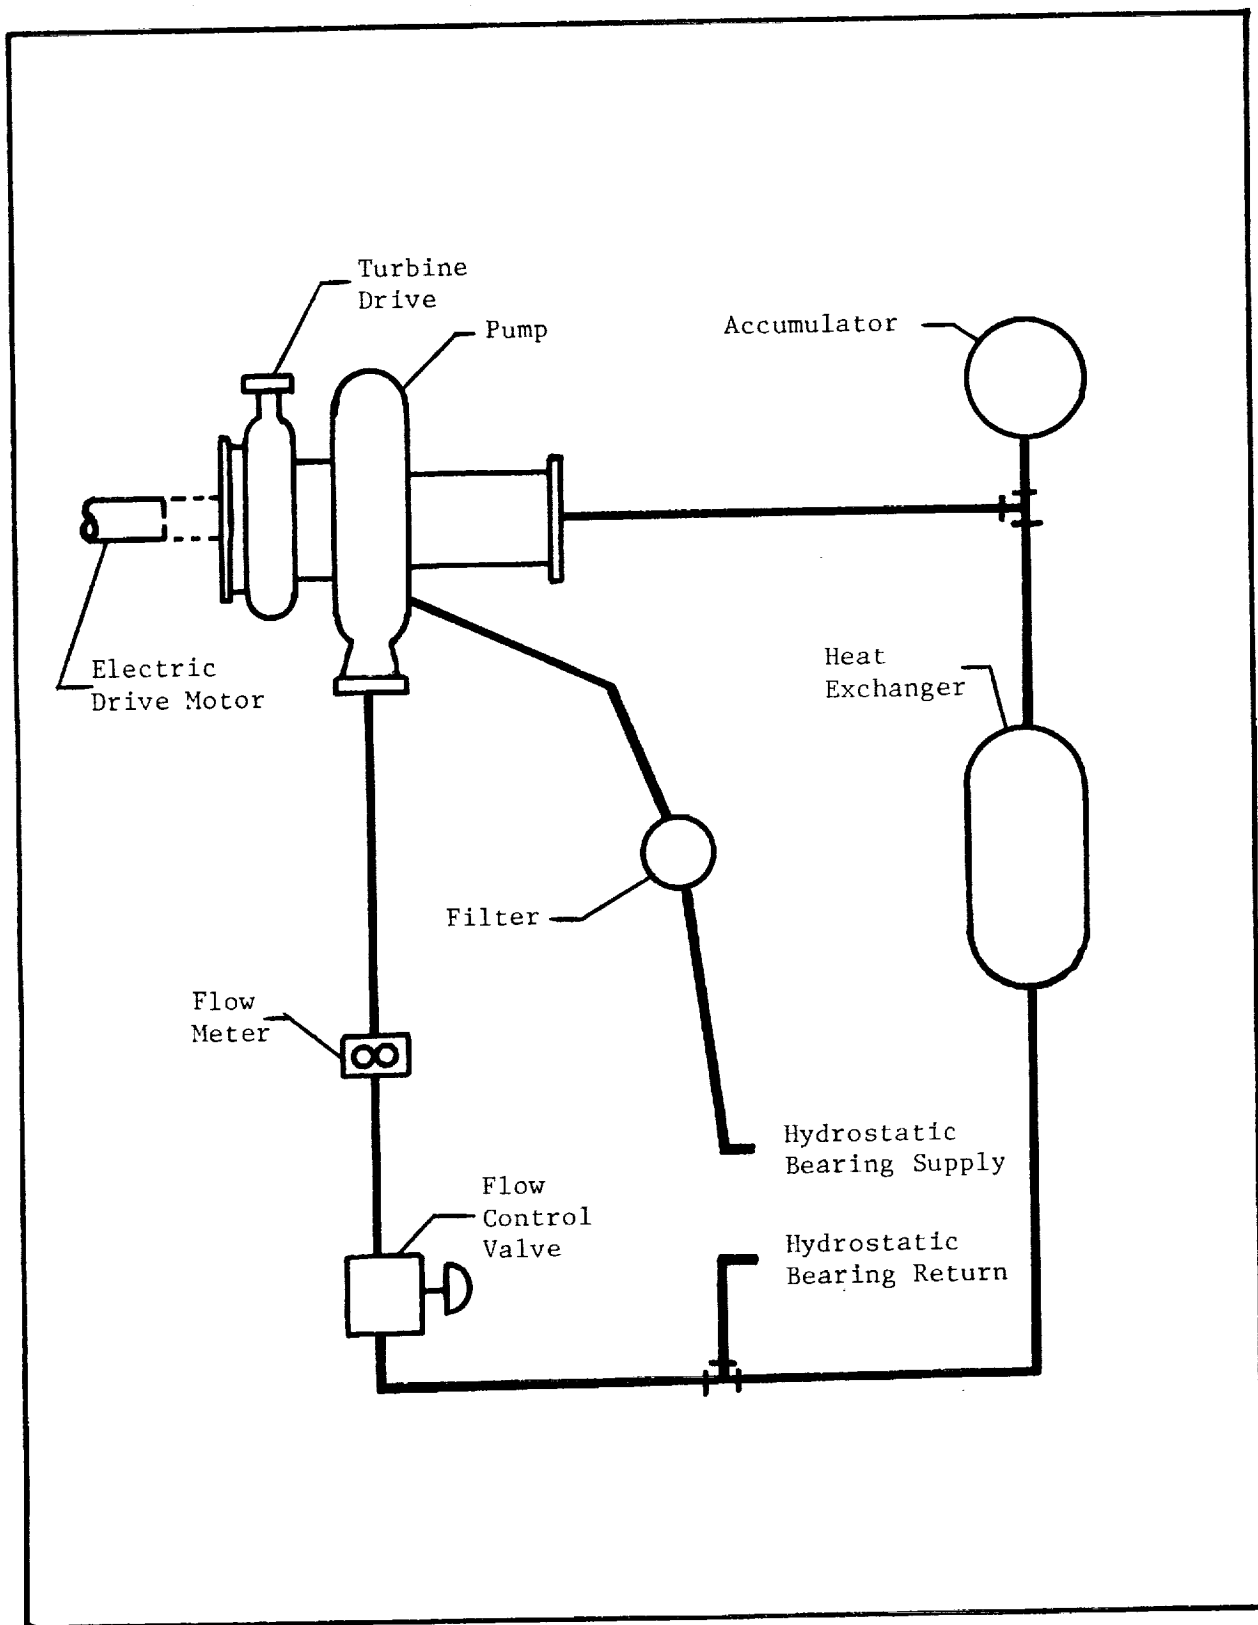 Turbine
Drive
Pump
Accumulator
Electric
Drive Motor
Heat
Exchanger
Filter
Flow
Meter
Hydrostatic
Bearing Supply
Flow
Control
Valve
Hydrostatic
Bearing Return